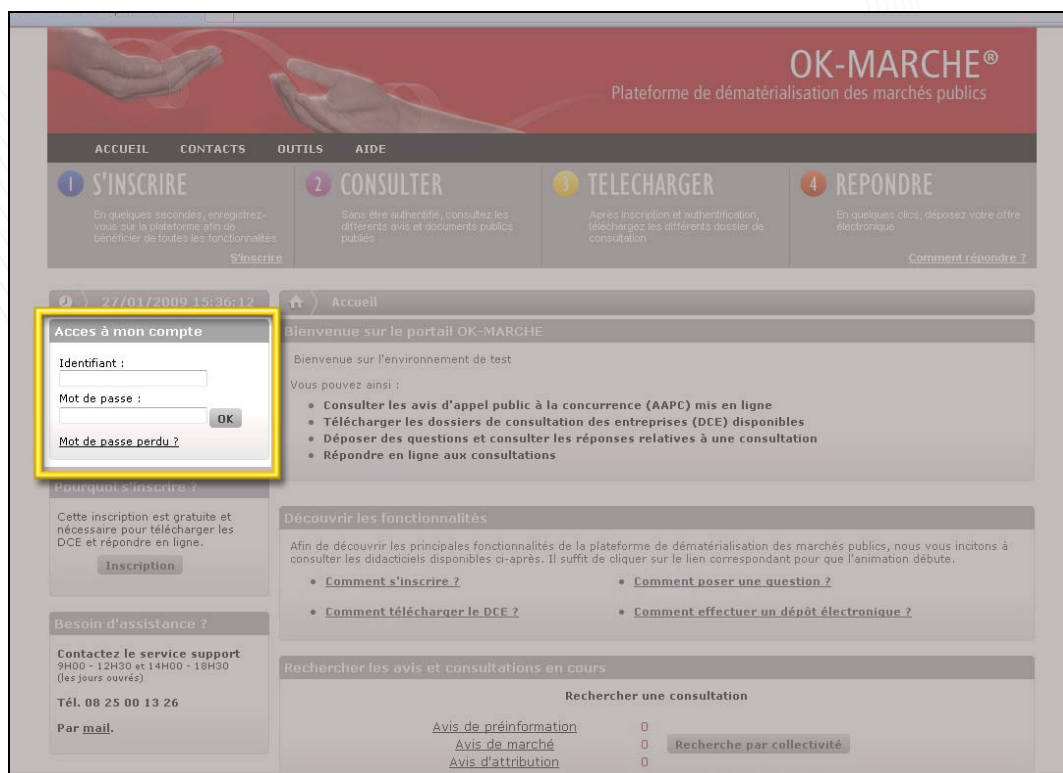 OK-MARCHE®
Plateforme de dématérialisation des marchés publics
ACCUEIL CONTACTS OUTILS AIDE
1 S'INSCRIRE
En quelques secondes, enregistrez-
vous sur la plateforme afin de
bénéficier de toutes les fonctionnalités
S'inscrire
2 CONSULTER
Sans être authentifié, consultez les
différents avis et documents publics
publiés
3 TELECHARGER
Après inscription et authentification,
téléchargez les différents dossier de
consultation
4 REPONDRE
En quelques clics, déposez votre offre
électronique
Comment répondre ?
27/01/2009 15:36:12
Acces à mon compte
Identifiant :
Mot de passe :
OK
Mot de passe perdu ?
Pourquoi s'inscrire ?
Cette inscription est gratuite et
nécessaire pour télécharger les
DCE et répondre en ligne.
Inscription
Besoin d'assistance ?
Contactez le service support
9H00 - 12H30 et 14H00 - 18H30
(les jours ouvrés)
Tél. 08 25 00 13 26
Par mail.
Accueil
Bienvenue sur le portail OK-MARCHE
Bienvenue sur l'environnement de test
Vous pouvez ainsi :
• Consulter les avis d'appel public à la concurrence (AAPC) mis en ligne
• Télécharger les dossiers de consultation des entreprises (DCE) disponibles
• Déposer des questions et consulter les réponses relatives à une consultation
• Répondre en ligne aux consultations
Découvrir les fonctionnalités
Afin de découvrir les principales fonctionnalités de la plateforme de dématérialisation des marchés publics, nous vous incitons à
consulter les didacticiels disponibles ci-après. Il suffit de cliquer sur le lien correspondant pour que l'animation débute.
• Comment s'inscrire ? • Comment poser une question ?
• Comment télécharger le DCE ? • Comment effectuer un dépôt électronique ?
Rechercher les avis et consultations en cours
Rechercher une consultation
Avis de préinformation 0
Avis de marché 0 Recherche par collectivité
Avis d'attribution 0